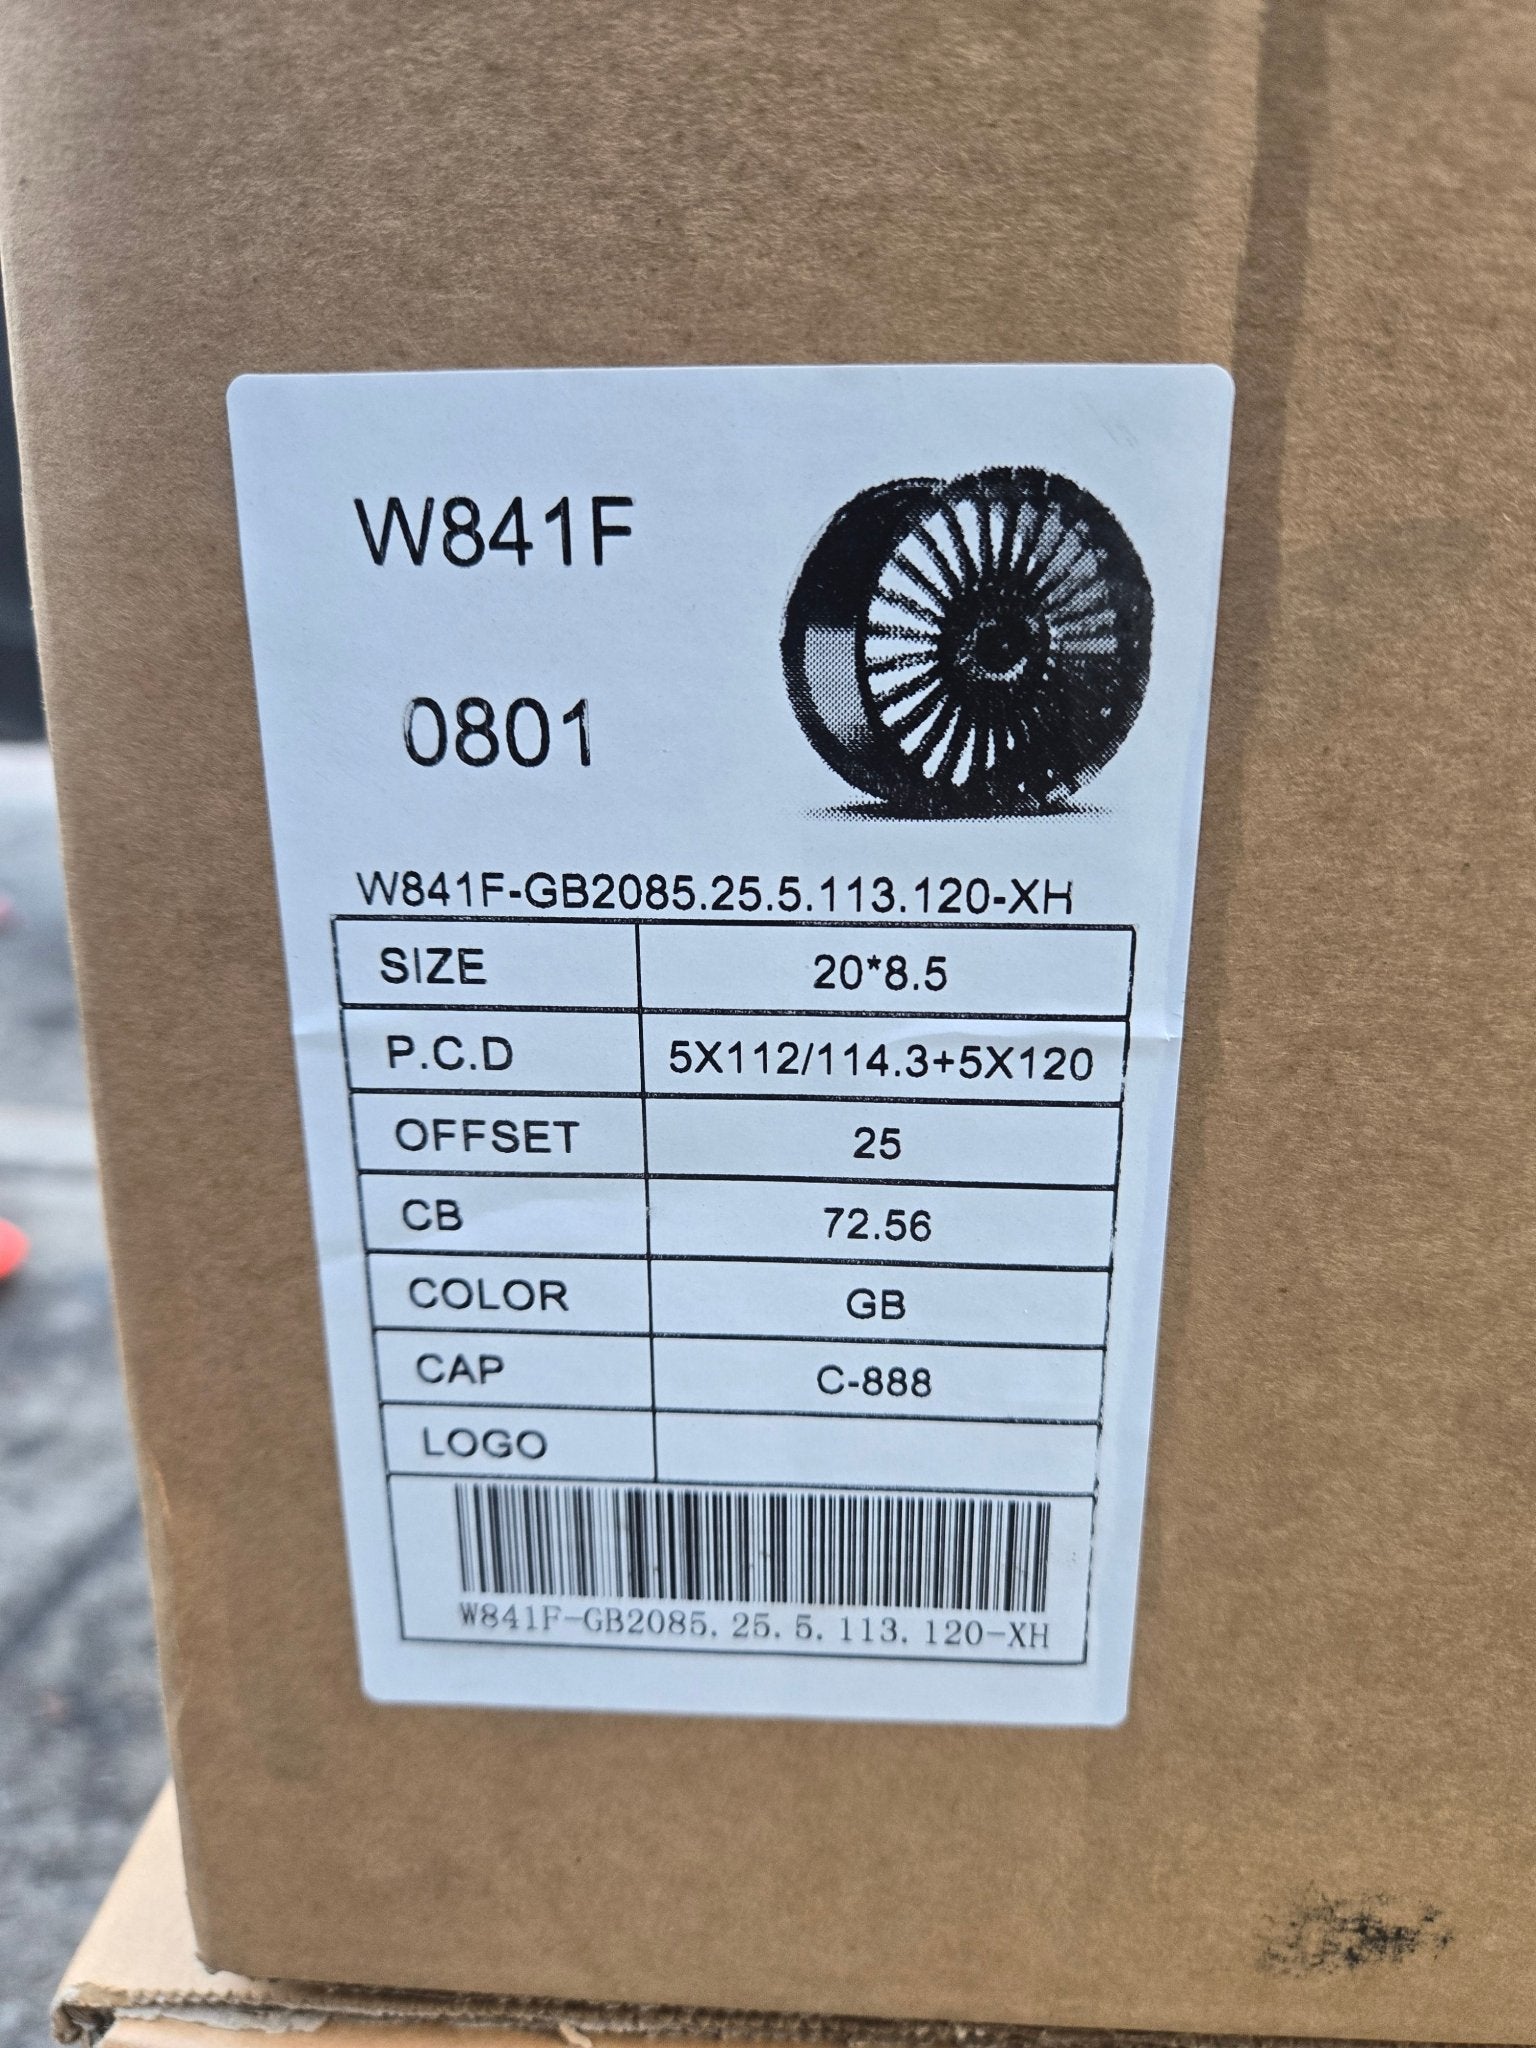 W841F
0801
W841F-GB2085.25.5.113.120-XH
SIZE 20*8.5
P.C.D 5X112/114.3+5X120
OFFSET 25
CB 72.56
COLOR GB
CAP C-888
LOGO
W841F-GB2085.25.5.113.120-XH